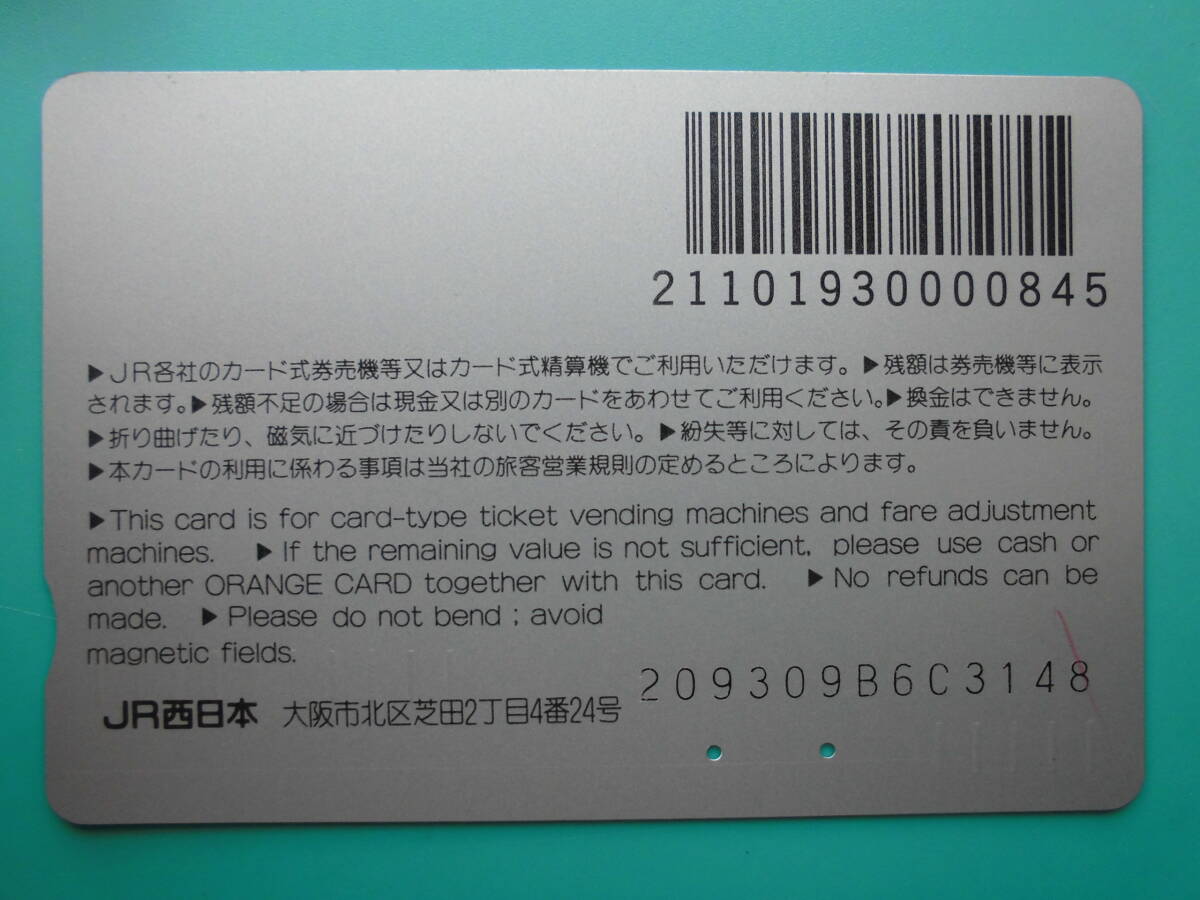 21101930000845
▶JR各社のカード式券売機等又はカード式精算機でご利用いただけます。▶残額は券売機等に表示
されます。▶残額不足の場合は現金又は別のカードをあわせてご利用ください。▶換金はできません。
▶折り曲げたり、磁気に近づけたりしないでください。▶紛失等に対しては、その責を負いません。
▶本カードの利用に係わる事項は当社の旅客営業規則の定めるところによります。
▶This card is for card-type ticket vending machines and fare adjustment
machines. ▶If the remaining value is not sufficient, please use cash or
another ORANGE CARD together with this card. ▶No refunds can be
made. ▶Please do not bend ; avoid
magnetic fields.
209309B6C3148
JR西日本 大阪市北区芝田2丁目4番24号